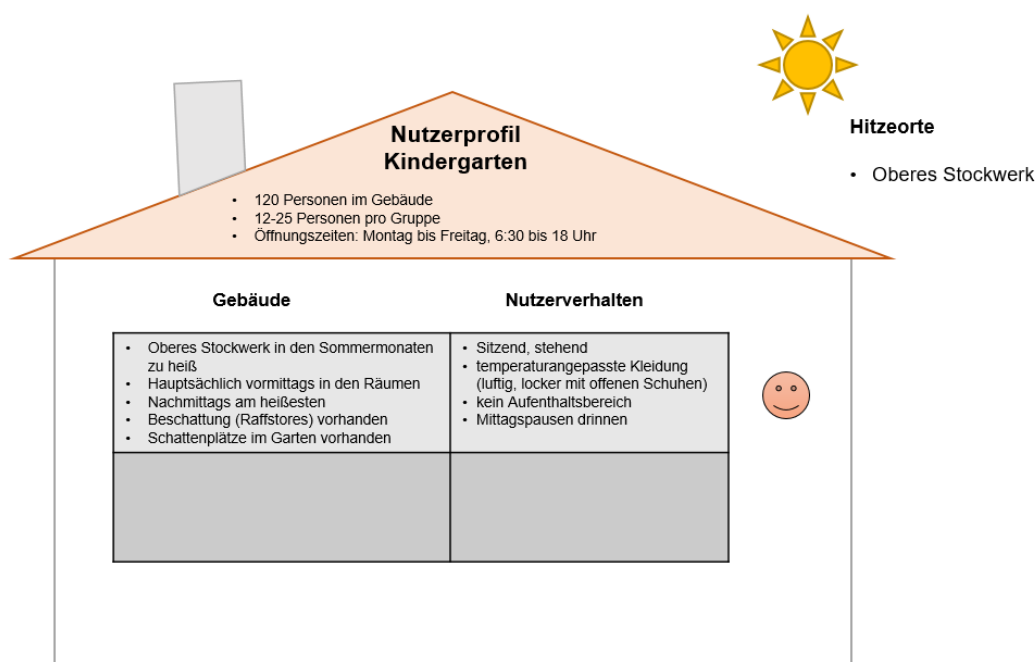 Nutzerprofil
Kindergarten
• 120 Personen im Gebäude
• 12-25 Personen pro Gruppe
• Öffnungszeiten: Montag bis Freitag, 6:30 bis 18 Uhr
Hitzeorte
• Oberes Stockwerk
Gebäude
• Oberes Stockwerk in den Sommermonaten
zu heiß
• Hauptsächlich vormittags in den Räumen
• Nachmittags am heißesten
• Beschattung (Raffstores) vorhanden
• Schattenplätze im Garten vorhanden
Nutzerverhalten
• Sitzend, stehend
• temperaturangepasste Kleidung
(luftig, locker mit offenen Schuhen)
• kein Aufenthaltsbereich
• Mittagspausen drinnen